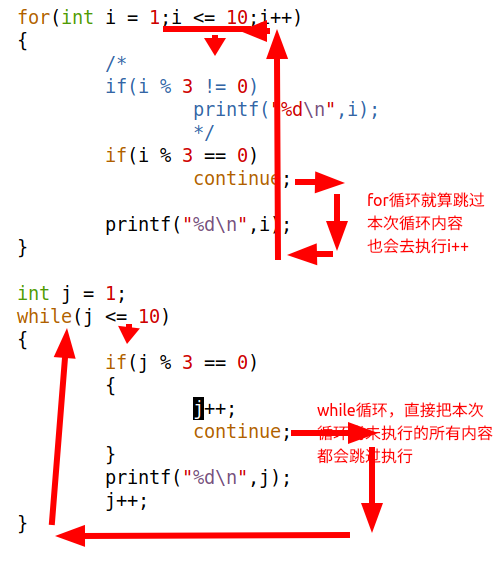 for(int i = 1;i <= 10;i++)
{
/*
if(i % 3 != 0)
printf("%d\n",i);
*/
if(i % 3 == 0)
continue;
for循环就算跳过
本次循环内容
也会去执行i++
printf("%d\n",i);
}
int j = 1;
while(j <= 10)
{
if(j % 3 == 0)
{
j++;
continue;
while循环，直接把本次
循环中未执行的所有内容
都会跳过执行
}
printf("%d\n",j);
j++;
}